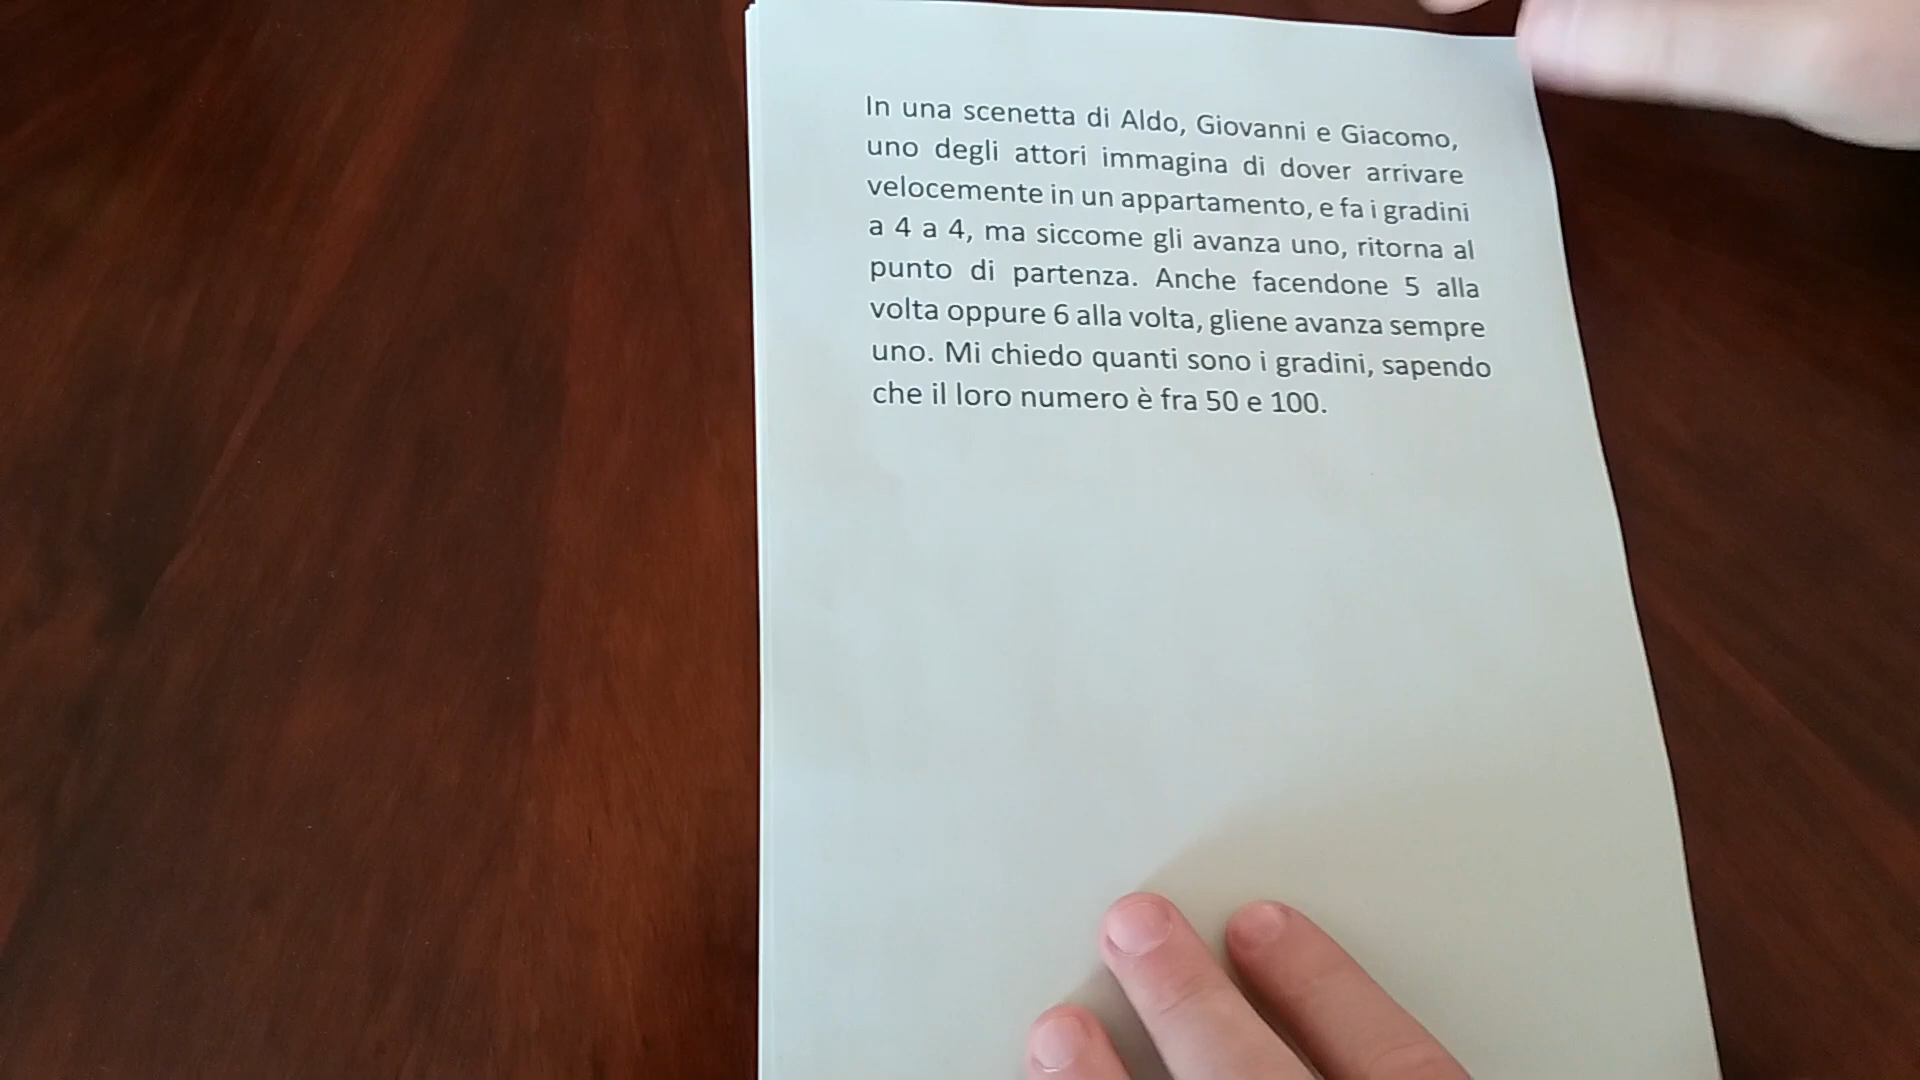 In una scenetta di Aldo, Giovanni e Giacomo,
uno degli attori immagina di dover arrivare
velocemente in un appartamento, e fa i gradini
a 4 a 4, ma siccome gli avanza uno, ritorna al
punto di partenza. Anche facendone 5 alla
volta oppure 6 alla volta, gliene avanza sempre
uno. Mi chiedo quanti sono i gradini, sapendo
che il loro numero è fra 50 e 100.